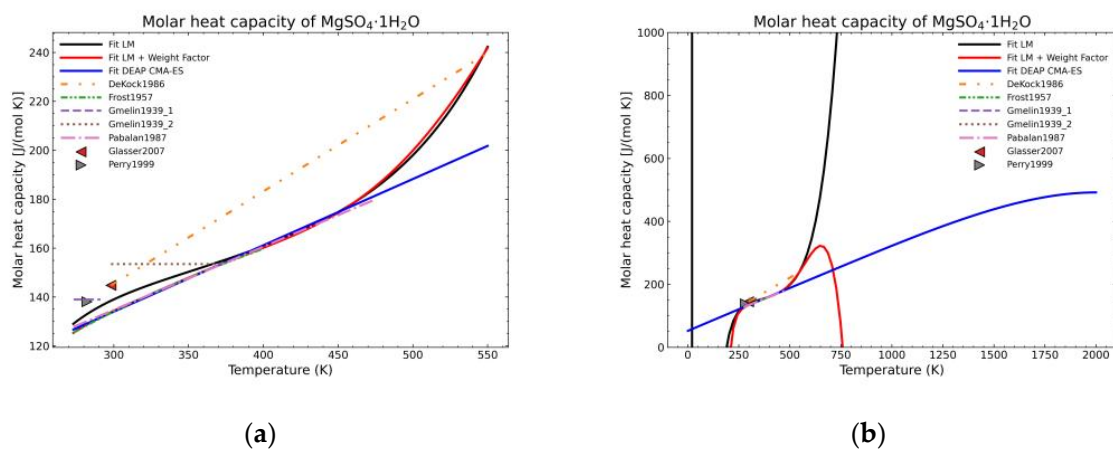 Molar heat capacity of MgSO₄·1H₂O
Molar heat capacity [J/(mol K)]
240
220
200
180
160
140
120
Fit LM
Fit LM + Weight Factor
Fit DEAP CMA-ES
DeKock1986
Frost1957
Gmelin1939_1
Gmelin1939_2
Pabalan1987
Glasser2007
Perry1999
300
350
400
450
500
550
Temperature (K)
(a)
Molar heat capacity of MgSO₄·1H₂O
Molar heat capacity [J/(mol K)]
1000
800
600
400
200
0
Fit LM
Fit LM + Weight Factor
Fit DEAP CMA-ES
DeKock1986
Frost1957
Gmelin1939_1
Gmelin1939_2
Pabalan1987
Glasser2007
Perry1999
0
250
500
750
1000
1250
1500
1750
2000
Temperature (K)
(b)